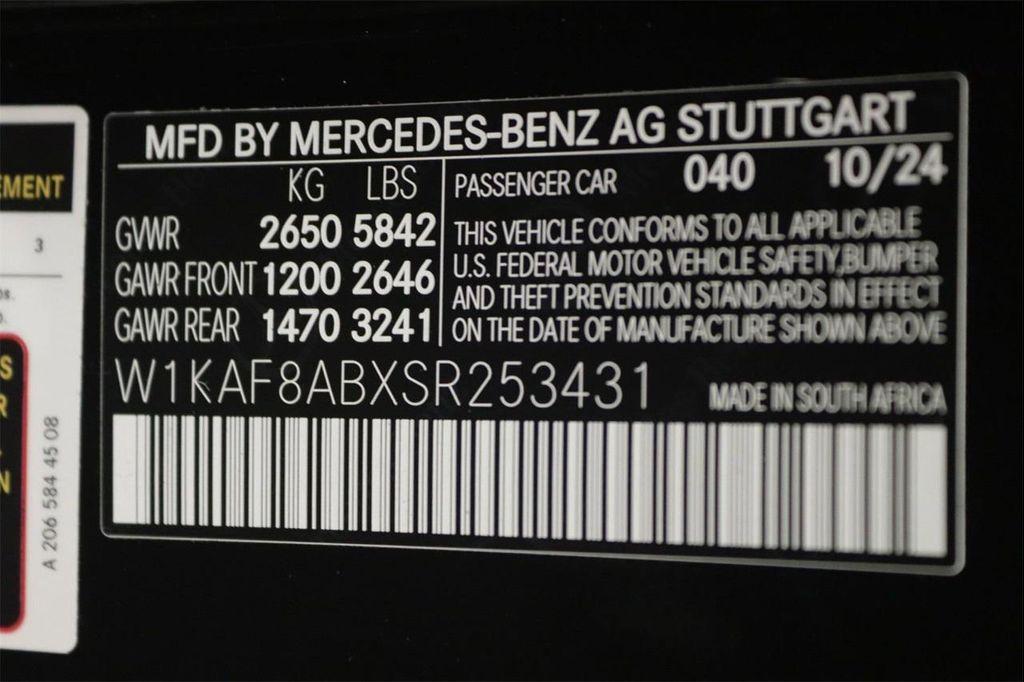 MFD BY MERCEDES-BENZ AG STUTTGART
KG LBS
GVWR 2650 5842
GAWR FRONT 1200 2646
GAWR REAR 1470 3241
PASSENGER CAR 040 10/24
THIS VEHICLE CONFORMS TO ALL APPLICABLE
U.S. FEDERAL MOTOR VEHICLE SAFETY,BUMPER
AND THEFT PREVENTION STANDARDS IN EFFECT
ON THE DATE OF MANUFACTURE SHOWN ABOVE
W1KAF8ABXSR253431
MADE IN SOUTH AFRICA
EMENT
3
A 206 584 45 08